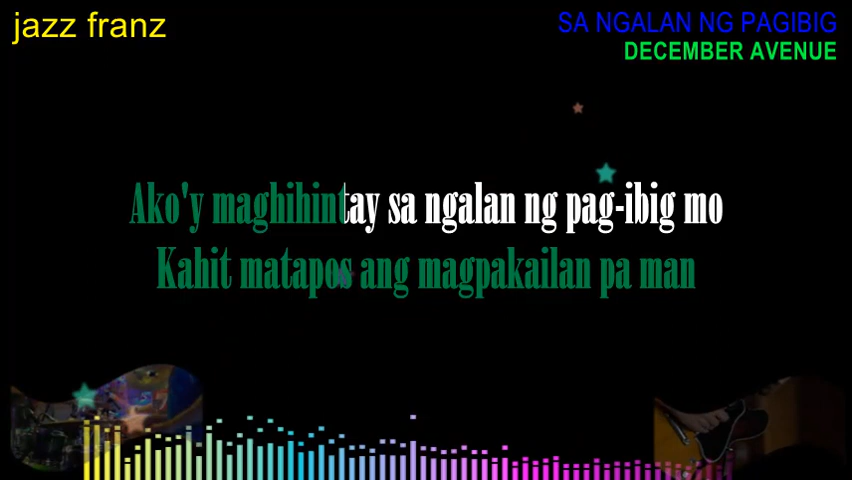 jazz franz
SA NGALAN NG PAGIBIG
DECEMBER AVENUE
Ako'y maghihintay sa ngalan ng pag-ibig mo
Kahit matapos ang magpakailan pa man